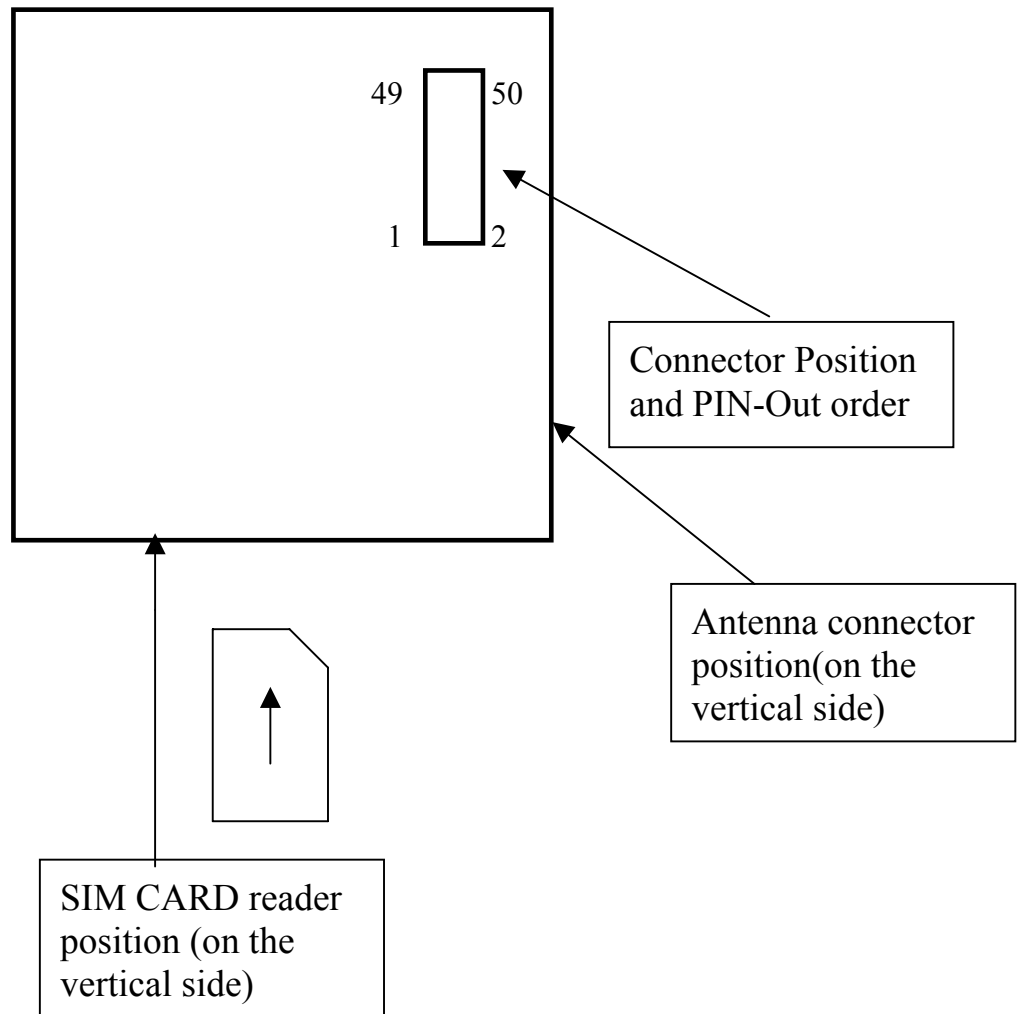 49
50
1
2
Connector Position
and PIN-Out order
Antenna connector
position(on the
vertical side)
SIM CARD reader
position (on the
vertical side)